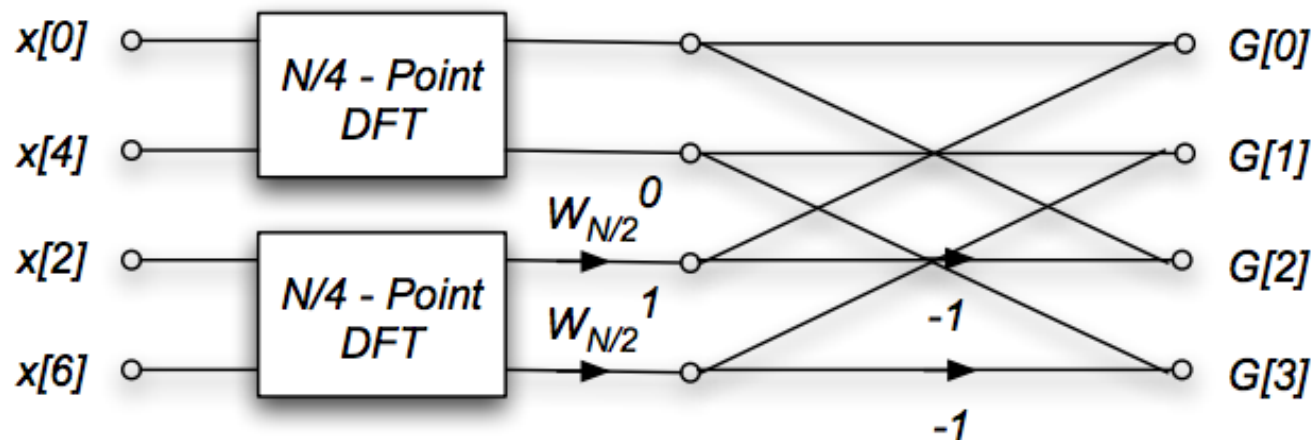 x[0]
N/4 - Point
DFT
G[0]
x[4]
G[1]
W_{N/2}^0
x[2]
N/4 - Point
DFT
G[2]
W_{N/2}^1
-1
x[6]
G[3]
-1